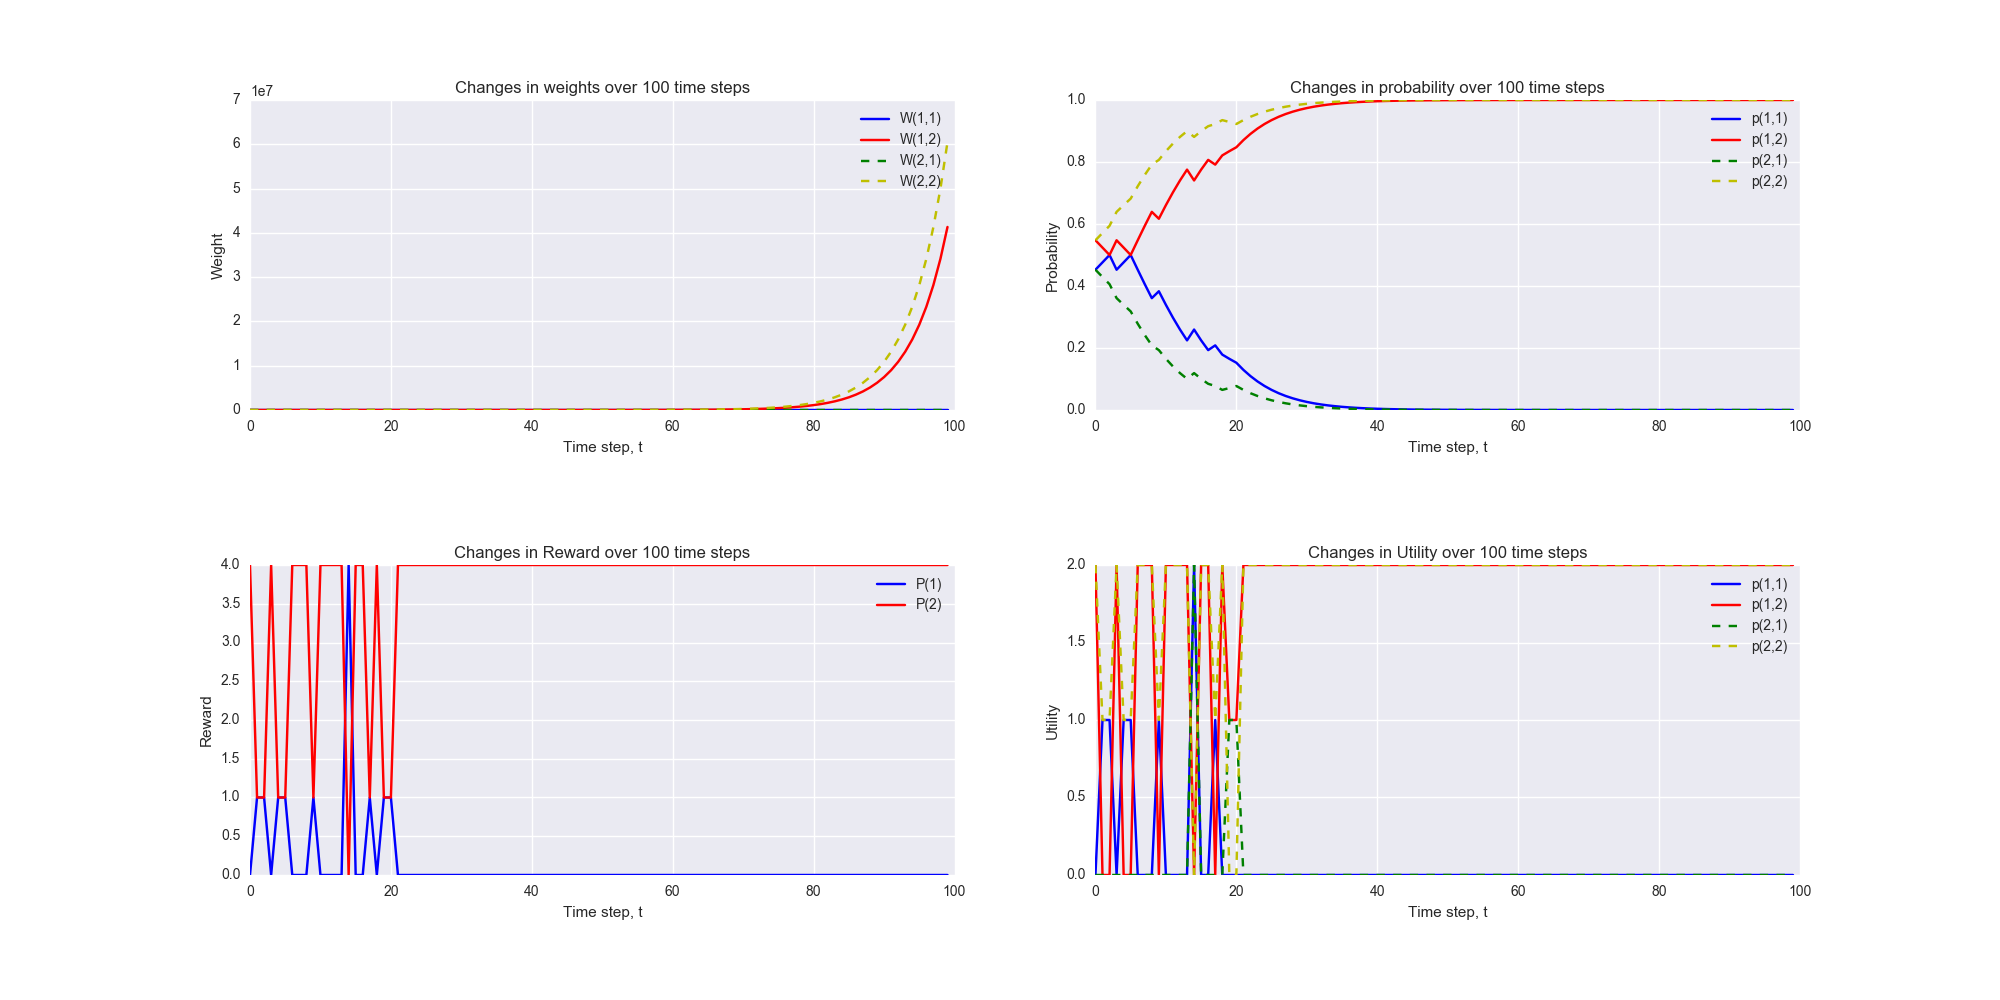 Changes in weights over 100 time steps
1e7
7
6
5
4
3
2
1
0
Weight
0 20 40 60 80 100
Time step, t
W(1,1)
W(1,2)
W(2,1)
W(2,2)
Changes in probability over 100 time steps
1.0
0.8
0.6
0.4
0.2
0.0
Probability
0 20 40 60 80 100
Time step, t
p(1,1)
p(1,2)
p(2,1)
p(2,2)
Changes in Reward over 100 time steps
4.0
3.5
3.0
2.5
2.0
1.5
1.0
0.5
0.0
Reward
0 20 40 60 80 100
Time step, t
P(1)
P(2)
Changes in Utility over 100 time steps
2.0
1.5
1.0
0.5
0.0
Utility
0 20 40 60 80 100
Time step, t
p(1,1)
p(1,2)
p(2,1)
p(2,2)